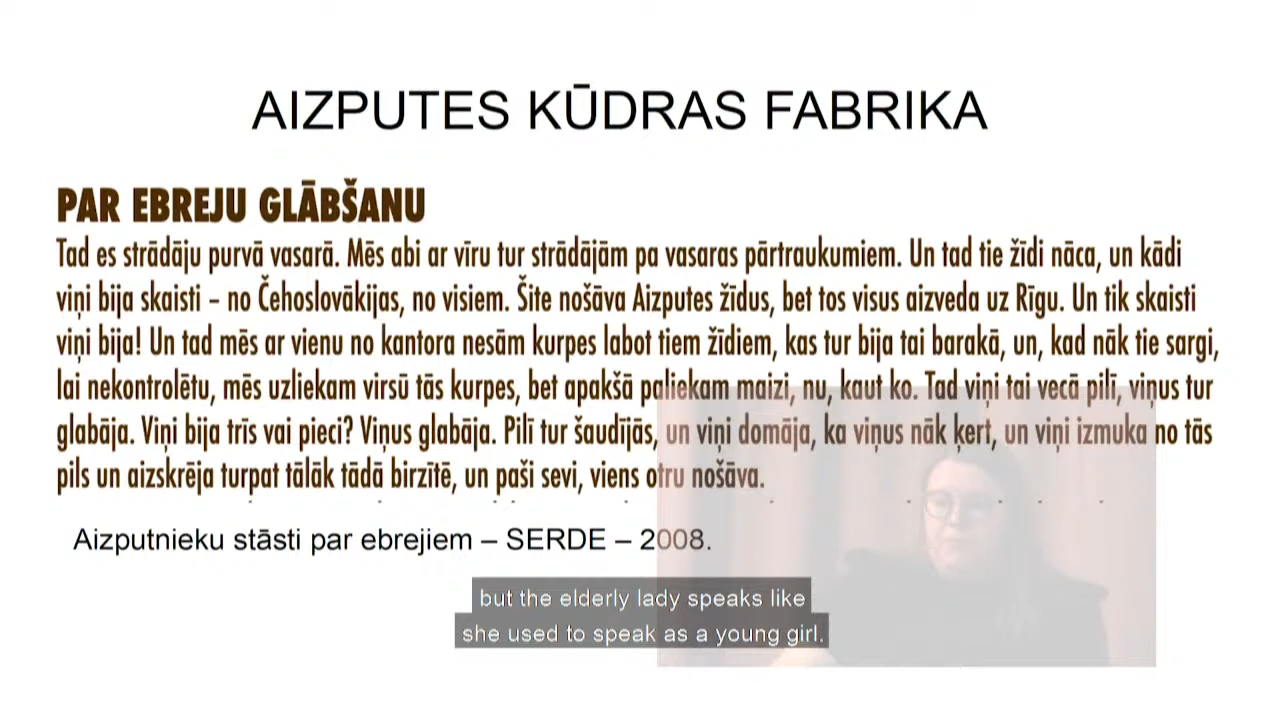 AIZPUTES KŪDRAS FABRIKA
PAR EBREJU GLĀBŠANU
Tad es strādāju purvā vasarā. Mēs abi ar vīru tur strādājām pa vasaras pārtraukumiem. Un tad tie žīdi nāca, un kādi
viņi bija skaisti – no Čehoslovākijas, no visiem. Šite nošāva Aizputes žīdus, bet tos visus aizveda uz Rīgu. Un tik skaisti
viņi bija! Un tad mēs ar vienu no kantora nesām kurpes labot tiem žīdiem, kas tur bija tai barakā, un, kad nāk tie sargi,
lai nekontrolētu, mēs uzliekam virsū tās kurpes, bet apakšā paliekam maizi, nu, kaut ko. Tad viņi tai vecā pilī, viņus tur
glabāja. Viņi bija trīs vai pieci? Viņus glabāja. Pilī tur šaudījās, un viņi domāja, ka viņus nāk ķert, un viņi izmuka no tās
pils un aizskrēja turpat tālāk tādā birzītē, un paši sevi, viens otru nošāva.
Aizputnieku stāsti par ebrejiem – SERDE – 2008.
but the elderly lady speaks like
she used to speak as a young girl.